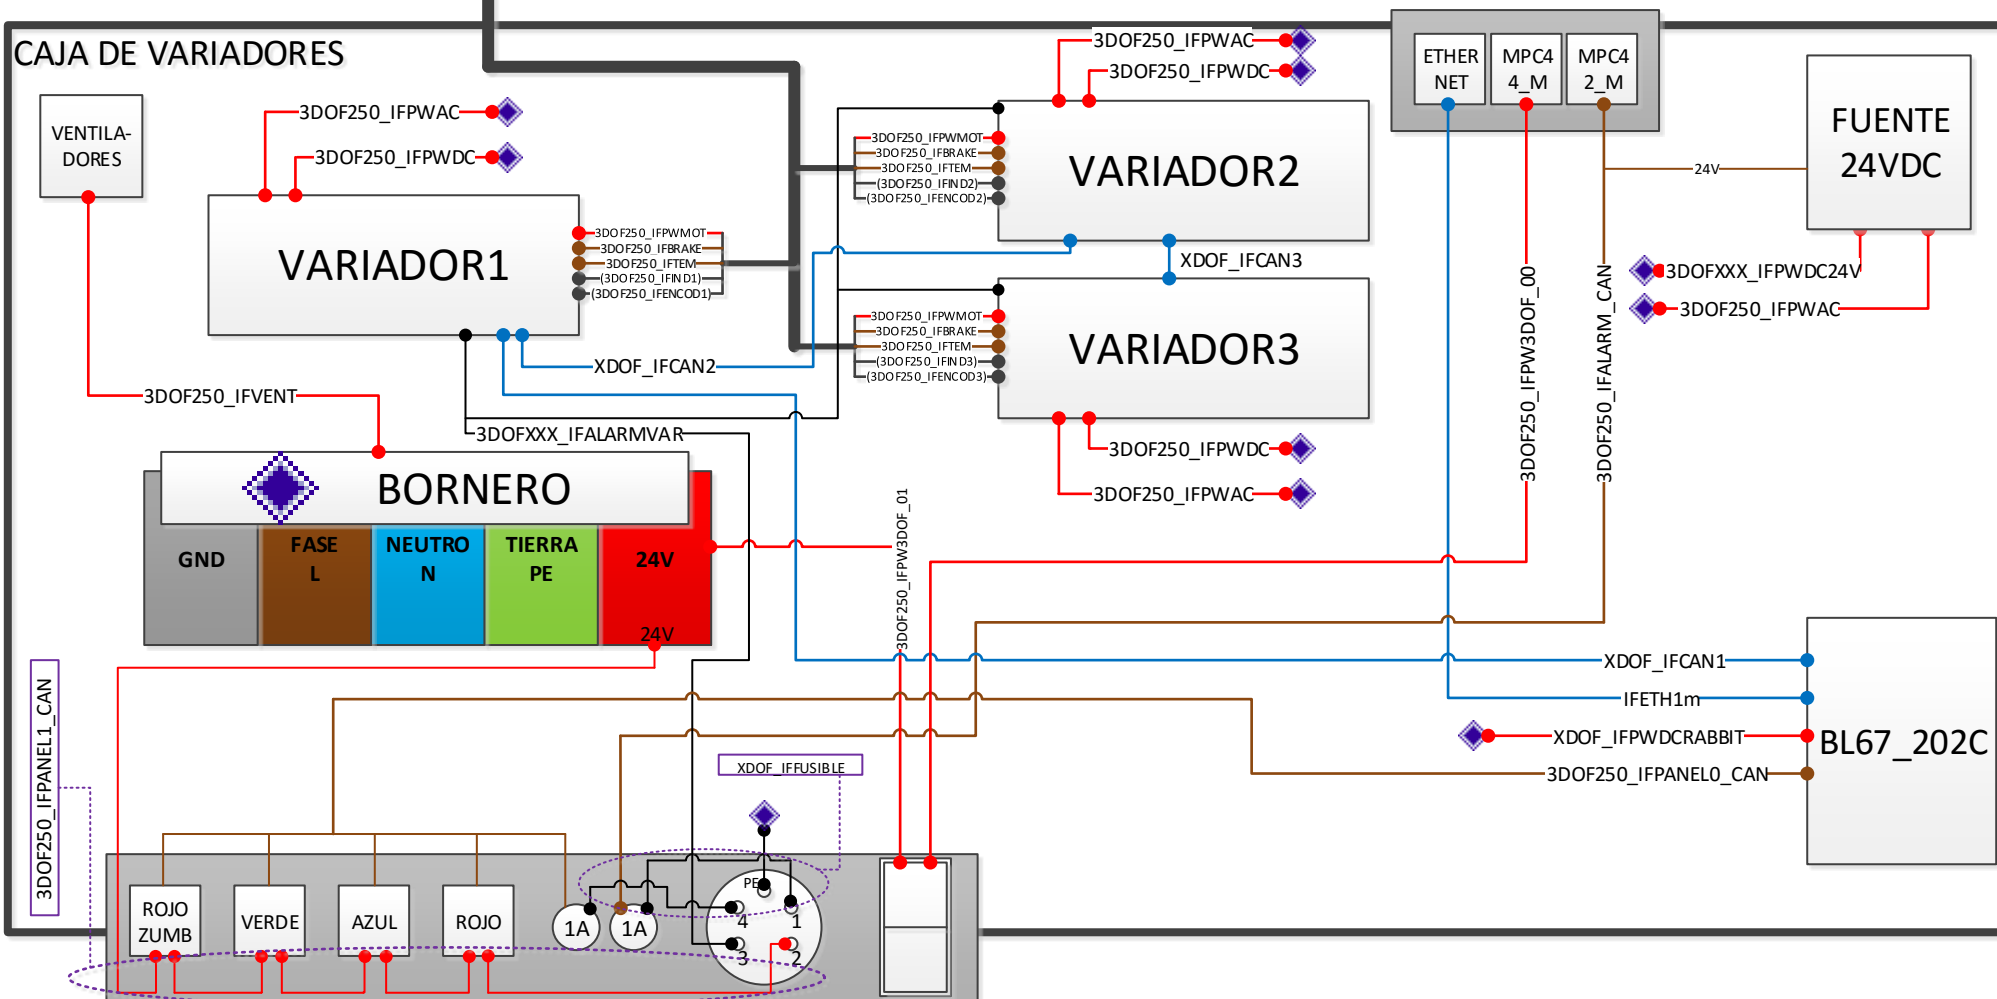 CAJA DE VARIADORES
VENTILA-
DORES
3DOF250_IFPWAC
3DOF250_IFPWDC
VARIADOR1
3DOF250_IFPWMOT
3DOF250_IFBRAKE
3DOF250_IFTEM
(3DOF250_IFIND1)
(3DOF250_IFENCOD1)
3DOF250_IFPWAC
3DOF250_IFPWDC
VARIADOR2
3DOF250_IFPWMOT
3DOF250_IFBRAKE
3DOF250_IFTEM
(3DOF250_IFIND2)
(3DOF250_IFENCOD2)
XDOF_IFCAN3
VARIADOR3
3DOF250_IFPWMOT
3DOF250_IFBRAKE
3DOF250_IFTEM
(3DOF250_IFIND3)
(3DOF250_IFENCOD3)
3DOF250_IFPWDC
3DOF250_IFPWAC
ETHER
NET
MPC4
4_M
MPC4
2_M
FUENTE
24VDC
24V
3DOFXXX_IFPWDC24V
3DOF250_IFPWAC
3DOF250_IFPW3DOF_00
3DOF250_IFALARM_CAN
XDOF_IFCAN2
3DOF250_IFVENT
3DOFXXX_IFALARMVAR
BORNERO
GND
FASE
L
NEUTRO
N
TIERRA
PE
24V
24V
3DOF250_IFPW3DOF_01
XDOF_IFCAN1
IFETH1m
XDOF_IFPWDCRABBIT
3DOF250_IFPANEL0_CAN
BL67_202C
3DOF250_IFPANEL1_CAN
XDOF_IFFUSIBLE
ROJO
ZUMB
VERDE
AZUL
ROJO
1A
1A
PE
4
1
3
2